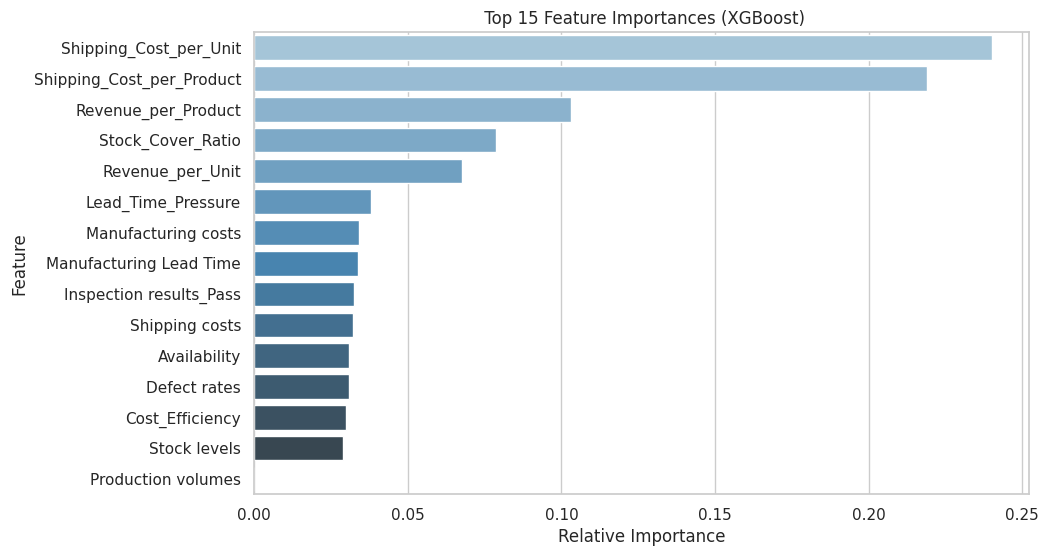 Top 15 Feature Importances (XGBoost)
Shipping_Cost_per_Unit
Shipping_Cost_per_Product
Revenue_per_Product
Stock_Cover_Ratio
Revenue_per_Unit
Lead_Time_Pressure
Manufacturing costs
Manufacturing Lead Time
Inspection results_Pass
Shipping costs
Availability
Defect rates
Cost_Efficiency
Stock levels
Production volumes
Feature
0.00 0.05 0.10 0.15 0.20 0.25
Relative Importance